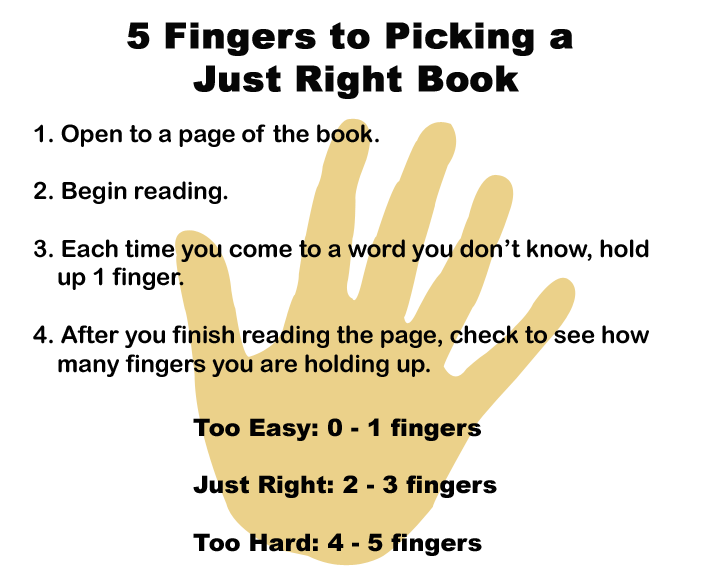 5 Fingers to Picking a
Just Right Book
1. Open to a page of the book.
2. Begin reading.
3. Each time you come to a word you don’t know, hold
up 1 finger.
4. After you finish reading the page, check to see how
many fingers you are holding up.
Too Easy: 0 - 1 fingers
Just Right: 2 - 3 fingers
Too Hard: 4 - 5 fingers